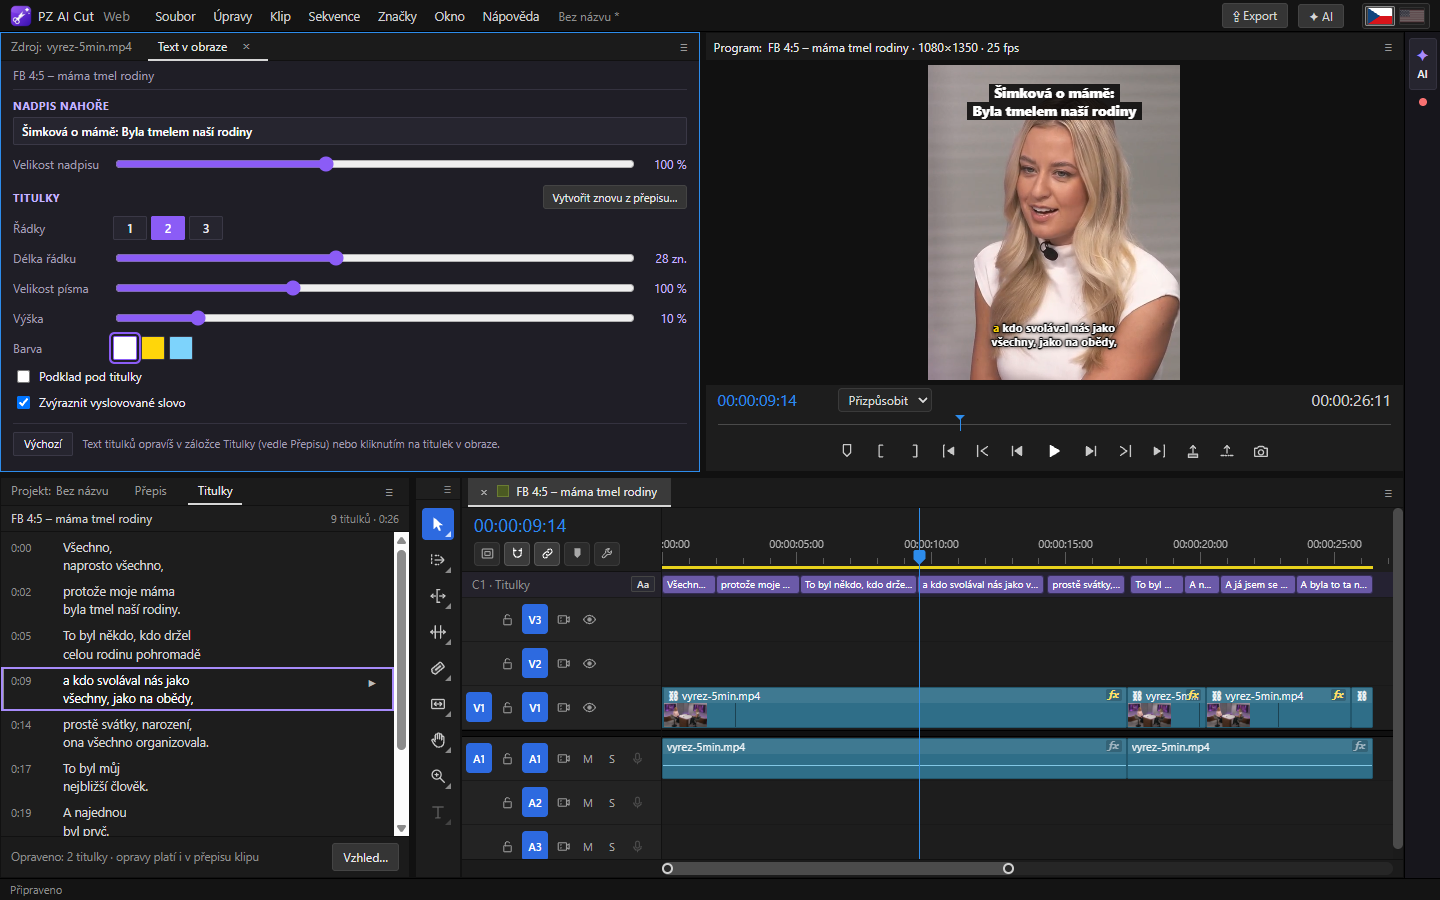 PZ AI Cut Web
Soubor Úpravy Klip Sekvence Značky Okno Nápověda
Bez názvu *
Export
AI
Zdroj: vyrez-5min.mp4
Text v obraze
FB 4:5 – máma tmel rodiny
NADPIS NAHOŘE
Šimková o mámě: Byla tmelem naší rodiny
Velikost nadpisu 100 %
TITULKY
Vytvořit znovu z přepisu...
Řádky 1 2 3
Délka řádku 28 zn.
Velikost písma 100 %
Výška 10 %
Barva
Podklad pod titulky
Zvýraznit vyslovované slovo
Výchozí
Text titulků opravíš v záložce Titulky (vedle Přepisu) nebo kliknutím na titulek v obraze.
Program: FB 4:5 – máma tmel rodiny · 1080×1350 · 25 fps
Šimková o mámě:
Byla tmelem naší rodiny
a kdo svolával nás jako
všechny, jako na obědy,
00:00:09:14
Přizpůsobit
00:00:26:11
AI
Projekt: Bez názvu
Přepis
Titulky
FB 4:5 – máma tmel rodiny
9 titulků · 0:26
0:00 Všechno,
naprosto všechno,
0:02 protože moje máma
byla tmel naší rodiny.
0:05 To byl někdo, kdo držel
celou rodinu pohromadě
0:09 a kdo svolával nás jako
všechny, jako na obědy,
0:14 prostě svátky, narození,
ona všechno organizovala.
0:17 To byl můj
nejbližší člověk.
0:19 A najednou
byl pryč.
Opraveno: 2 titulky · opravy platí i v přepisu klipu
Vzhled...
FB 4:5 – máma tmel rodiny
00:00:09:14
:00:00 00:00:05:00 00:00:10:00 00:00:15:00 00:00:20:00 00:00:25:00
C1 · Titulky Aa
Všechn... protože moje ... To byl někdo, kdo drže... a kdo svolával nás jako v... prostě svátky,... To byl ... A n... A já jsem se ... A byla to ta n...
V3
V2
V1 V1
vyrez-5min.mp4 fx vyrez-5m fx vyrez-5min.mp4 fx
A1 A1 M S
vyrez-5min.mp4 fx vyrez-5min.mp4 fx
A2 M S
A3 M S
Připraveno